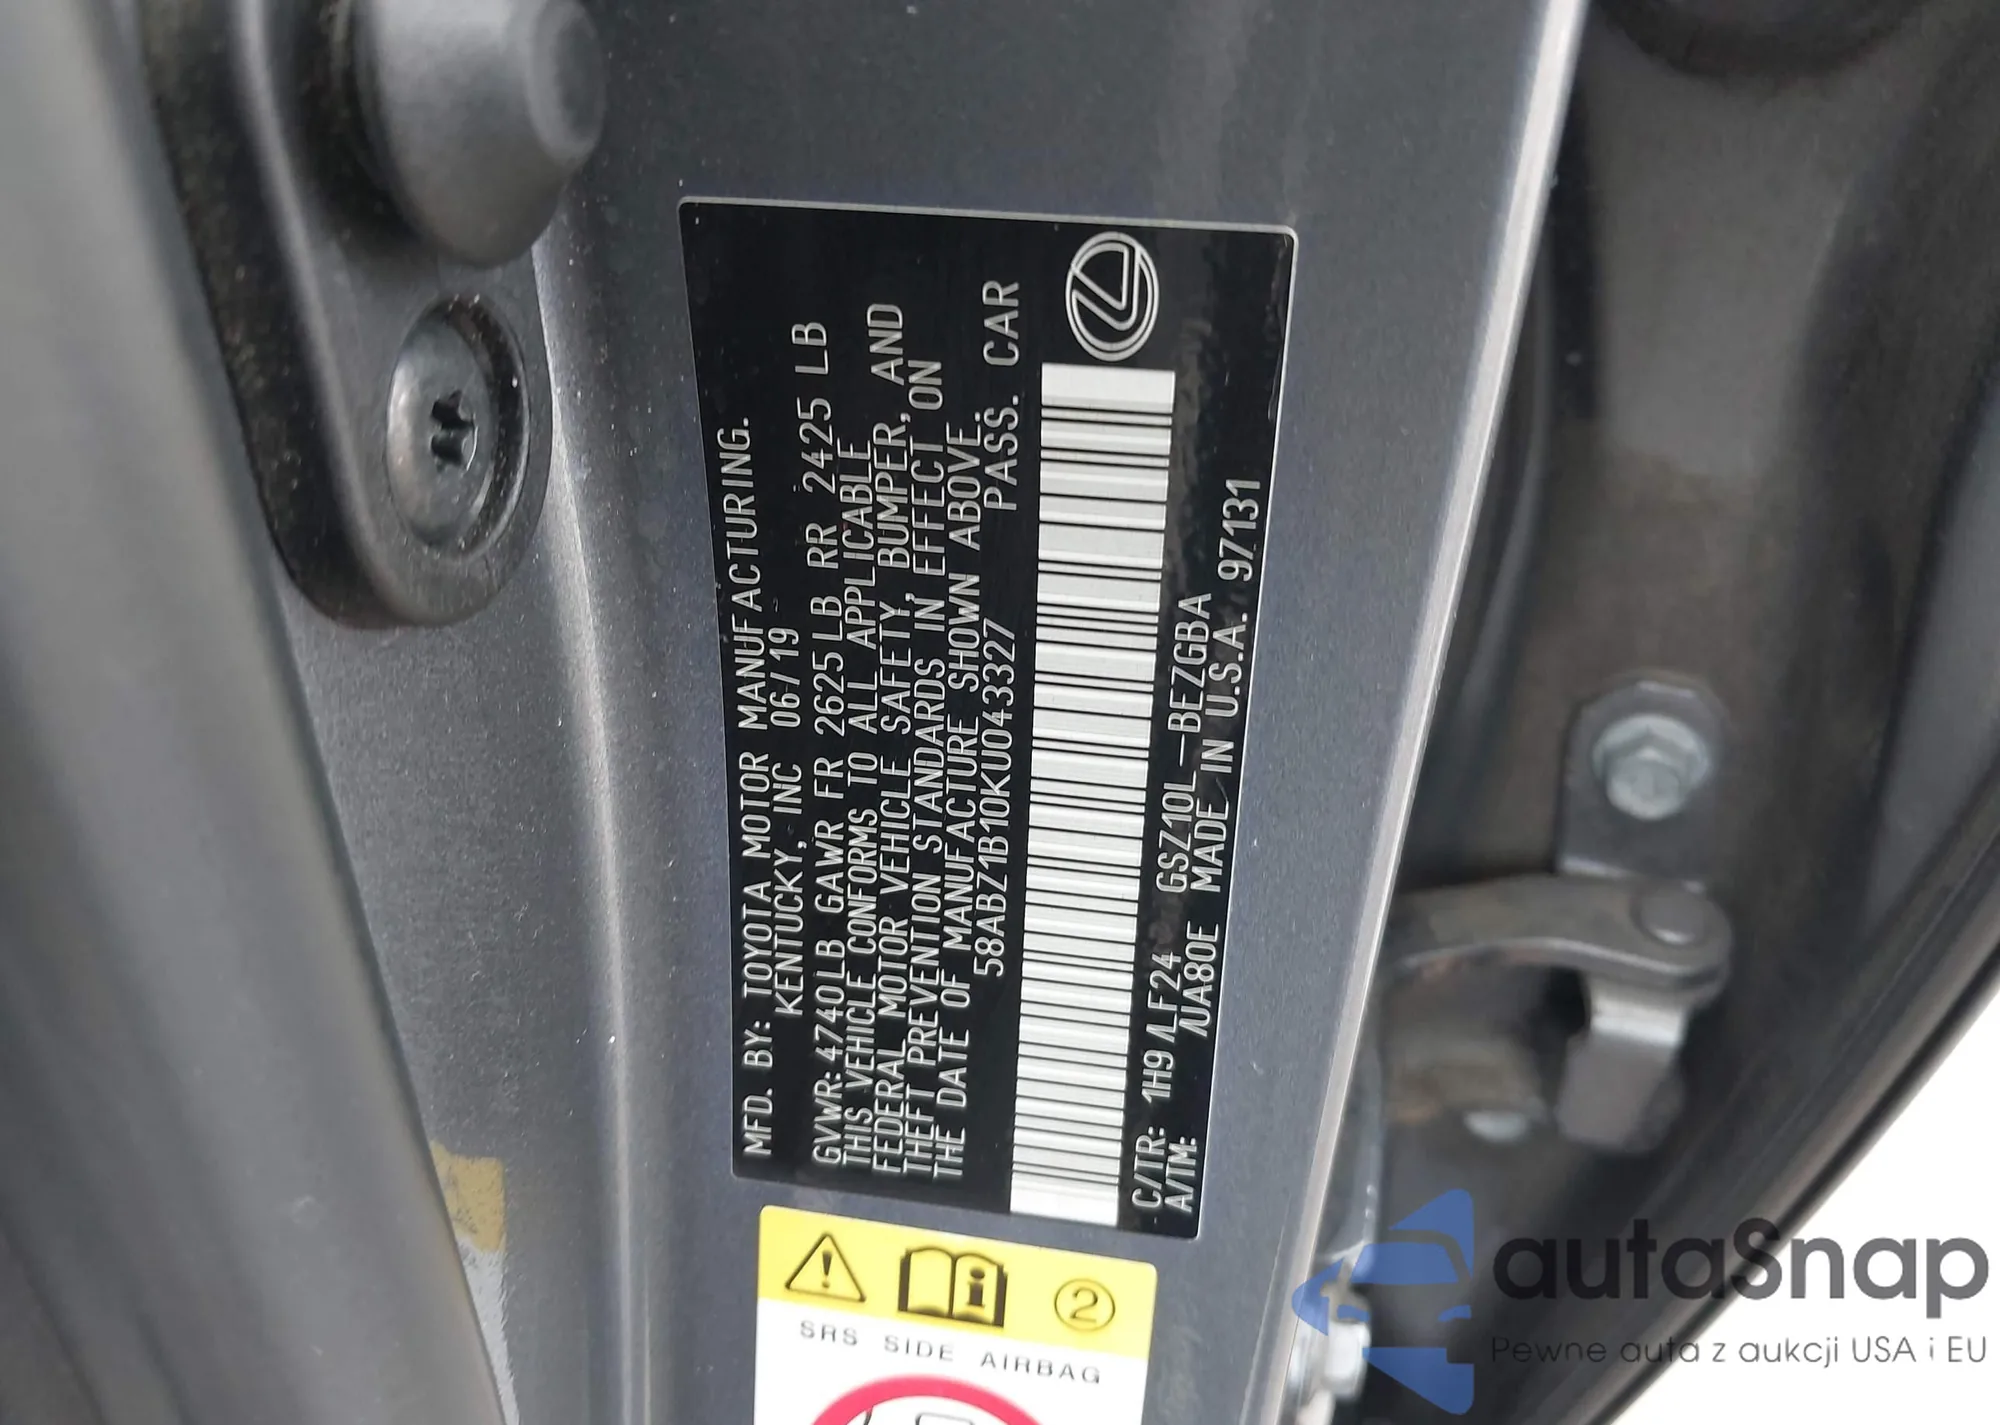 MFD. BY: TOYOTA MOTOR MANUFACTURING.
KENTUCKY, INC 06/19
GVWR: 4740LB GAWR FR 2625LB RR 2425 LB
THIS VEHICLE CONFORMS TO ALL APPLICABLE
FEDERAL MOTOR VEHICLE SAFETY, BUMPER, AND
THEFT PREVENTION STANDARDS IN EFFECT ON
THE DATE OF MANUFACTURE SHOWN ABOVE.
58ABZ1B10KU043327 PASS. CAR
C/TR: 1H9/LF24 GSZ10L-BEZGBA
A/TM: /UA80E MADE IN U.S.A. 9Z131
2
SRS SIDE AIRBAG
autaSnap
Pewne auta z aukcji USA i EU